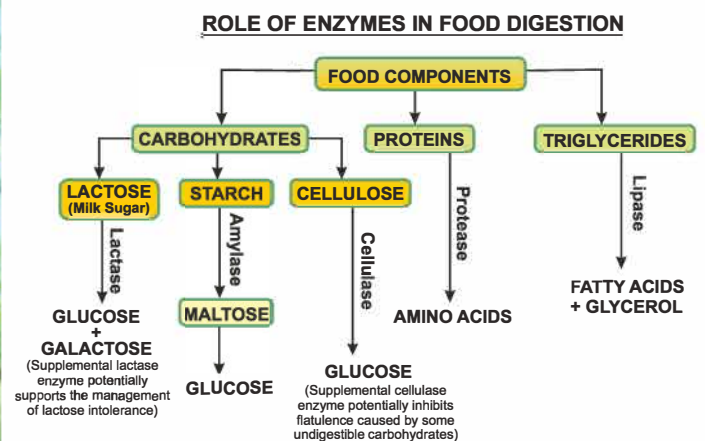 ROLE OF ENZYMES IN FOOD DIGESTION
FOOD COMPONENTS
CARBOHYDRATES
PROTEINS
TRIGLYCERIDES
LACTOSE
(Milk Sugar)
STARCH
CELLULOSE
Lactase
Amylase
Cellulase
Protease
Lipase
GLUCOSE
+
GALACTOSE
(Supplemental lactase
enzyme potentially
supports the management
of lactose intolerance)
MALTOSE
GLUCOSE
GLUCOSE
(Supplemental cellulase
enzyme potentially inhibits
flatulence caused by some
undigestible carbohydrates)
AMINO ACIDS
FATTY ACIDS
+ GLYCEROL